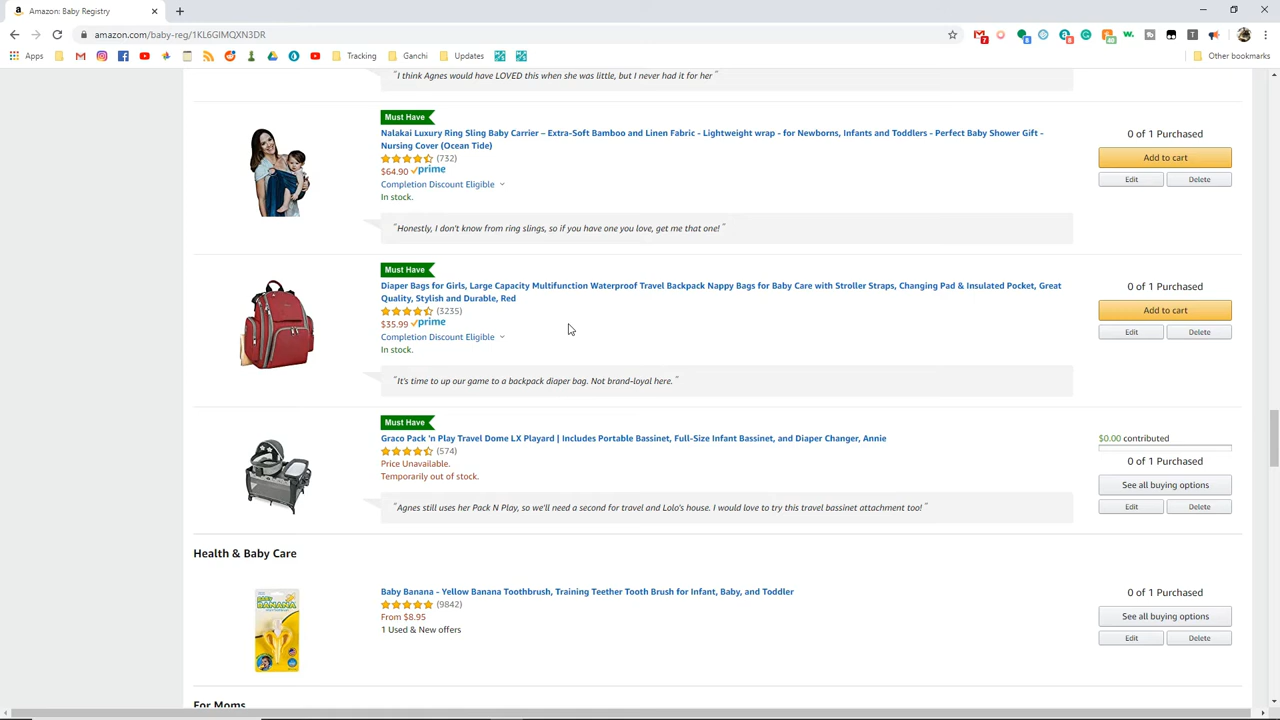 Amazon: Baby Registry
amazon.com/baby-reg/1KL6GIMQXN3DR
Apps
Tracking
Ganchi
Updates
Other bookmarks
"I think Agnes would have LOVED this when she was little, but I never had it for her"
Must Have
Nalakai Luxury Ring Sling Baby Carrier – Extra-Soft Bamboo and Linen Fabric - Lightweight wrap - for Newborns, Infants and Toddlers - Perfect Baby Shower Gift -
Nursing Cover (Ocean Tide)
(732)
$64.90 prime
Completion Discount Eligible
In stock.
0 of 1 Purchased
Add to cart
Edit
Delete
"Honestly, I don't know from ring slings, so if you have one you love, get me that one!"
Must Have
Diaper Bags for Girls, Large Capacity Multifunction Waterproof Travel Backpack Nappy Bags for Baby Care with Stroller Straps, Changing Pad & Insulated Pocket, Great
Quality, Stylish and Durable, Red
(3235)
$35.99 prime
Completion Discount Eligible
In stock.
0 of 1 Purchased
Add to cart
Edit
Delete
"It's time to up our game to a backpack diaper bag. Not brand-loyal here."
Must Have
Graco Pack 'n Play Travel Dome LX Playard | Includes Portable Bassinet, Full-Size Infant Bassinet, and Diaper Changer, Annie
(574)
Price Unavailable.
Temporarily out of stock.
$0.00 contributed
0 of 1 Purchased
See all buying options
Edit
Delete
"Agnes still uses her Pack N Play, so we'll need a second for travel and Lolo's house. I would love to try this travel bassinet attachment too!"
Health & Baby Care
Baby Banana - Yellow Banana Toothbrush, Training Teether Tooth Brush for Infant, Baby, and Toddler
(9842)
From $8.95
1 Used & New offers
0 of 1 Purchased
See all buying options
Edit
Delete
BANANA
For Moms